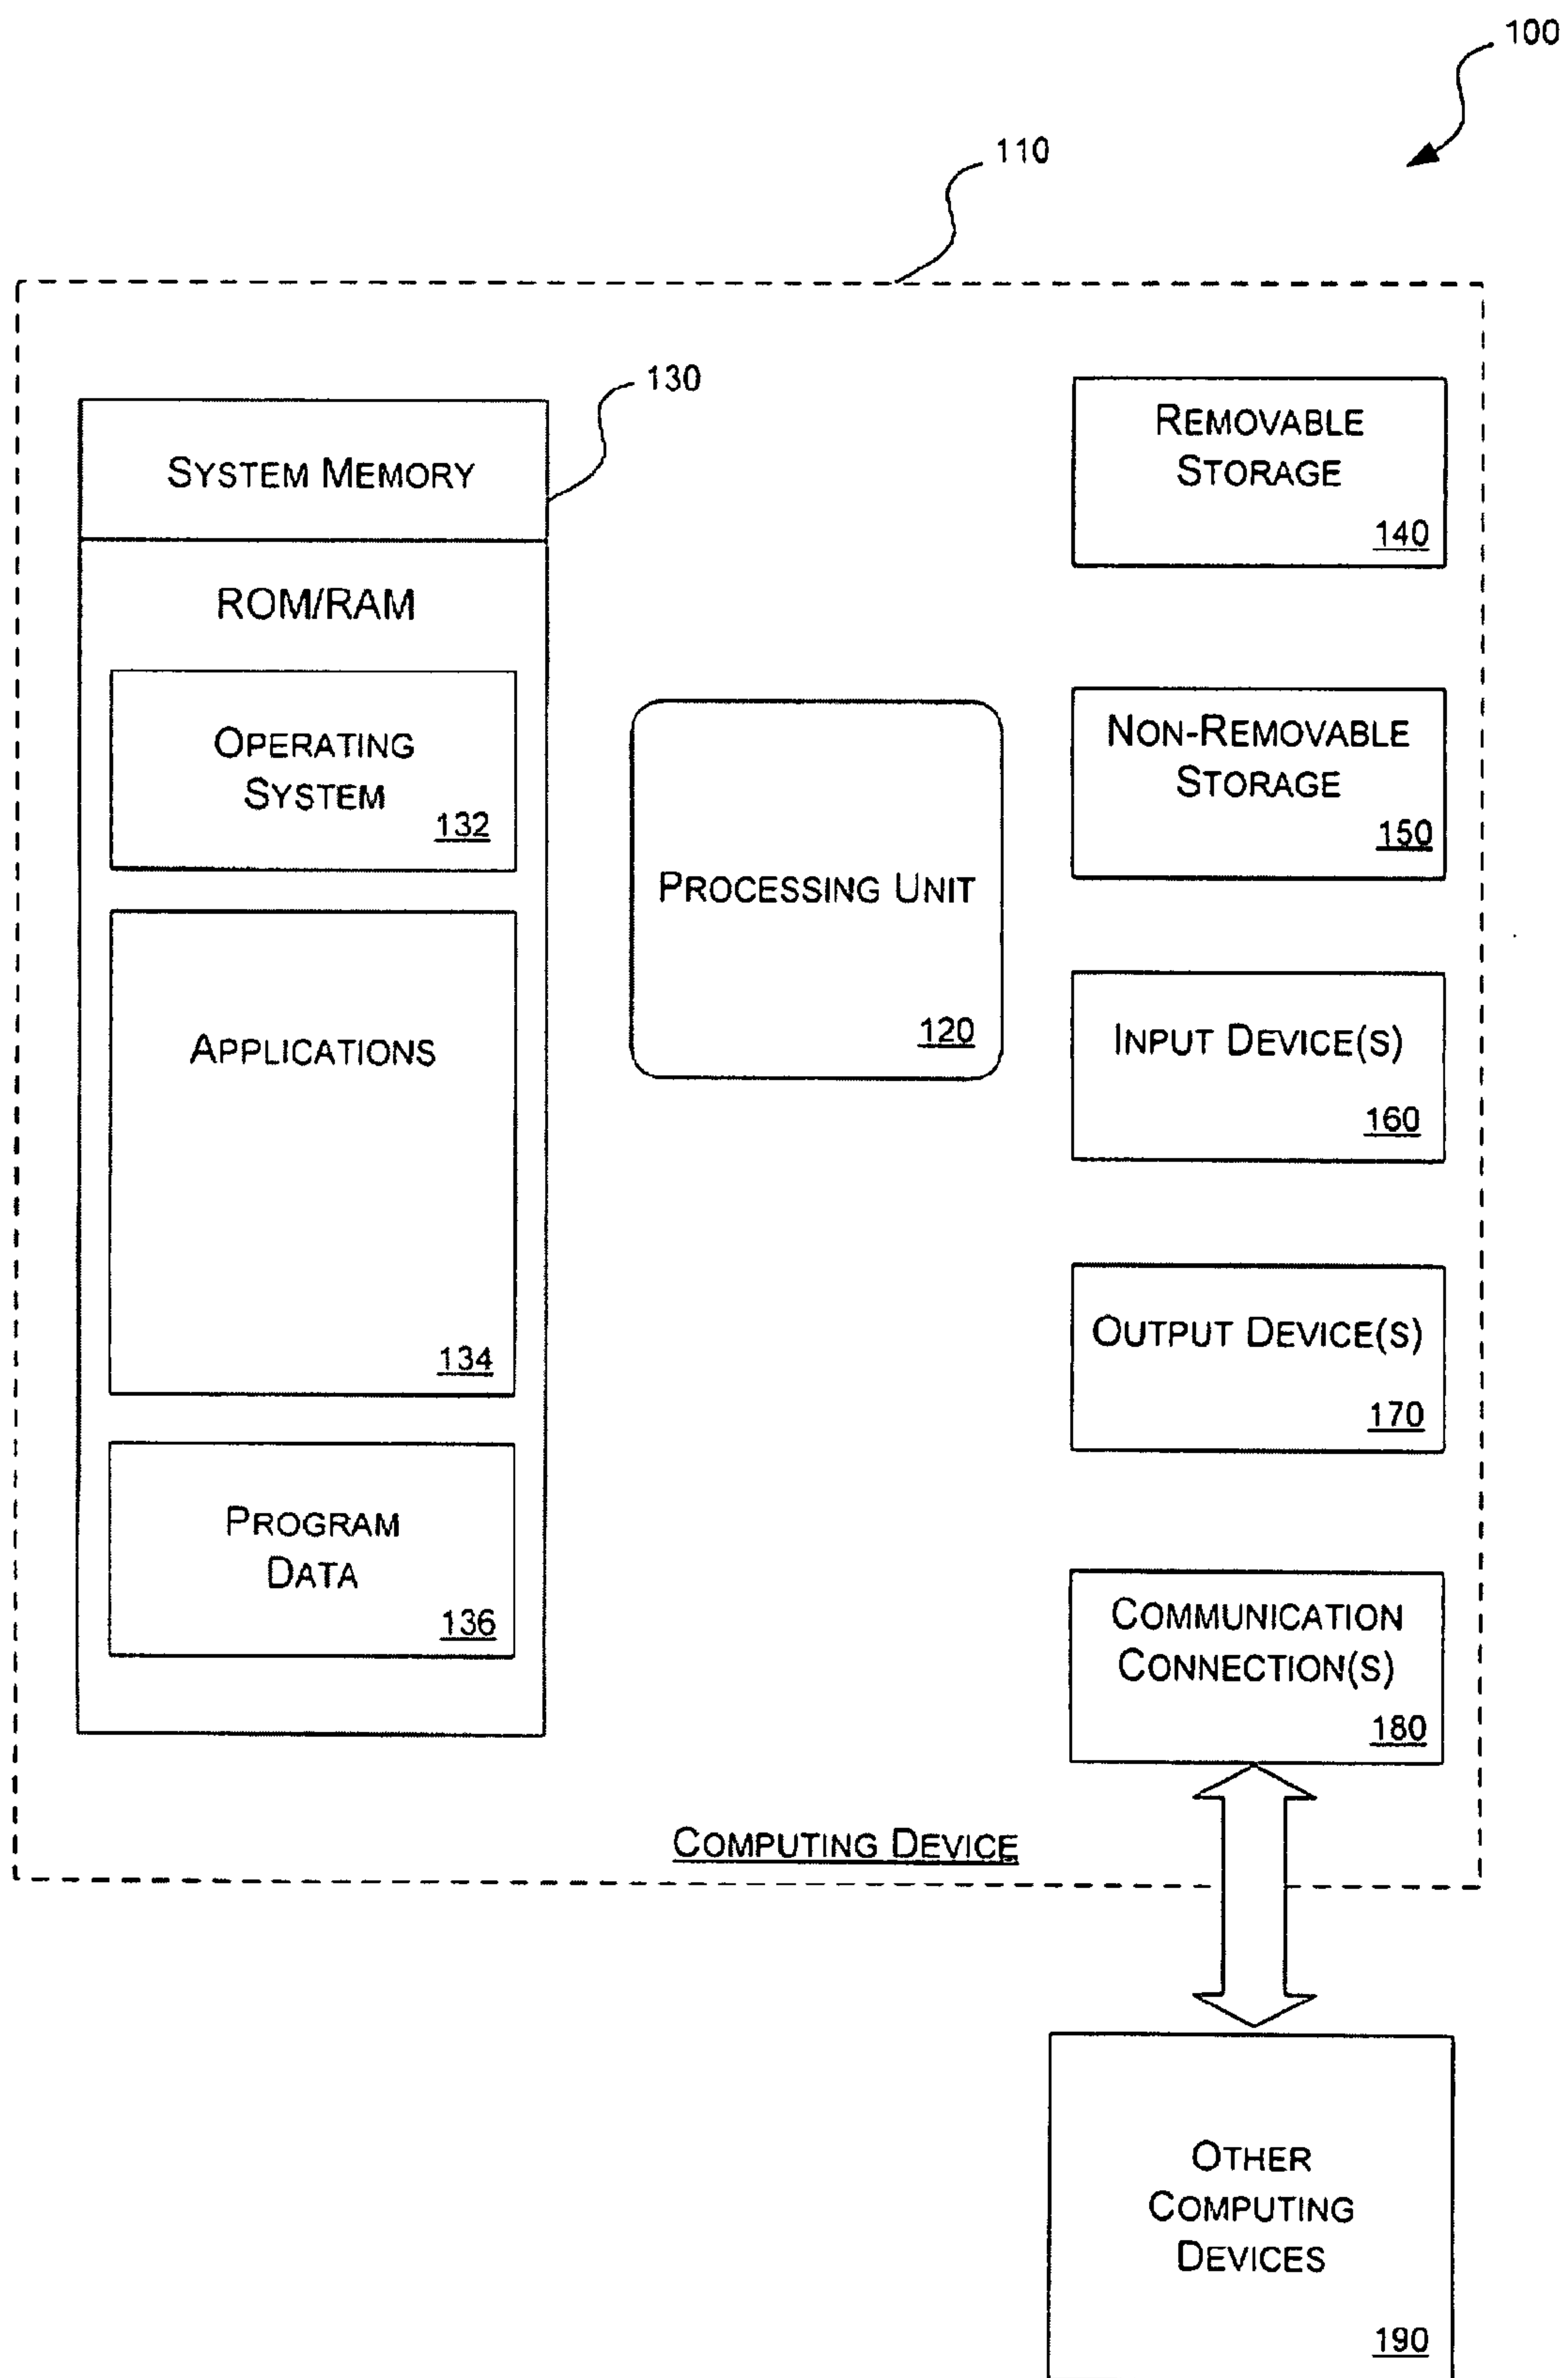 100
110
130
SYSTEM MEMORY
ROM/RAM
OPERATING
SYSTEM
132
APPLICATIONS
134
PROGRAM
DATA
136
PROCESSING UNIT
120
REMOVABLE
STORAGE
140
NON-REMOVABLE
STORAGE
150
INPUT DEVICE(S)
160
OUTPUT DEVICE(S)
170
COMMUNICATION
CONNECTION(S)
180
COMPUTING DEVICE
OTHER
COMPUTING
DEVICES
190